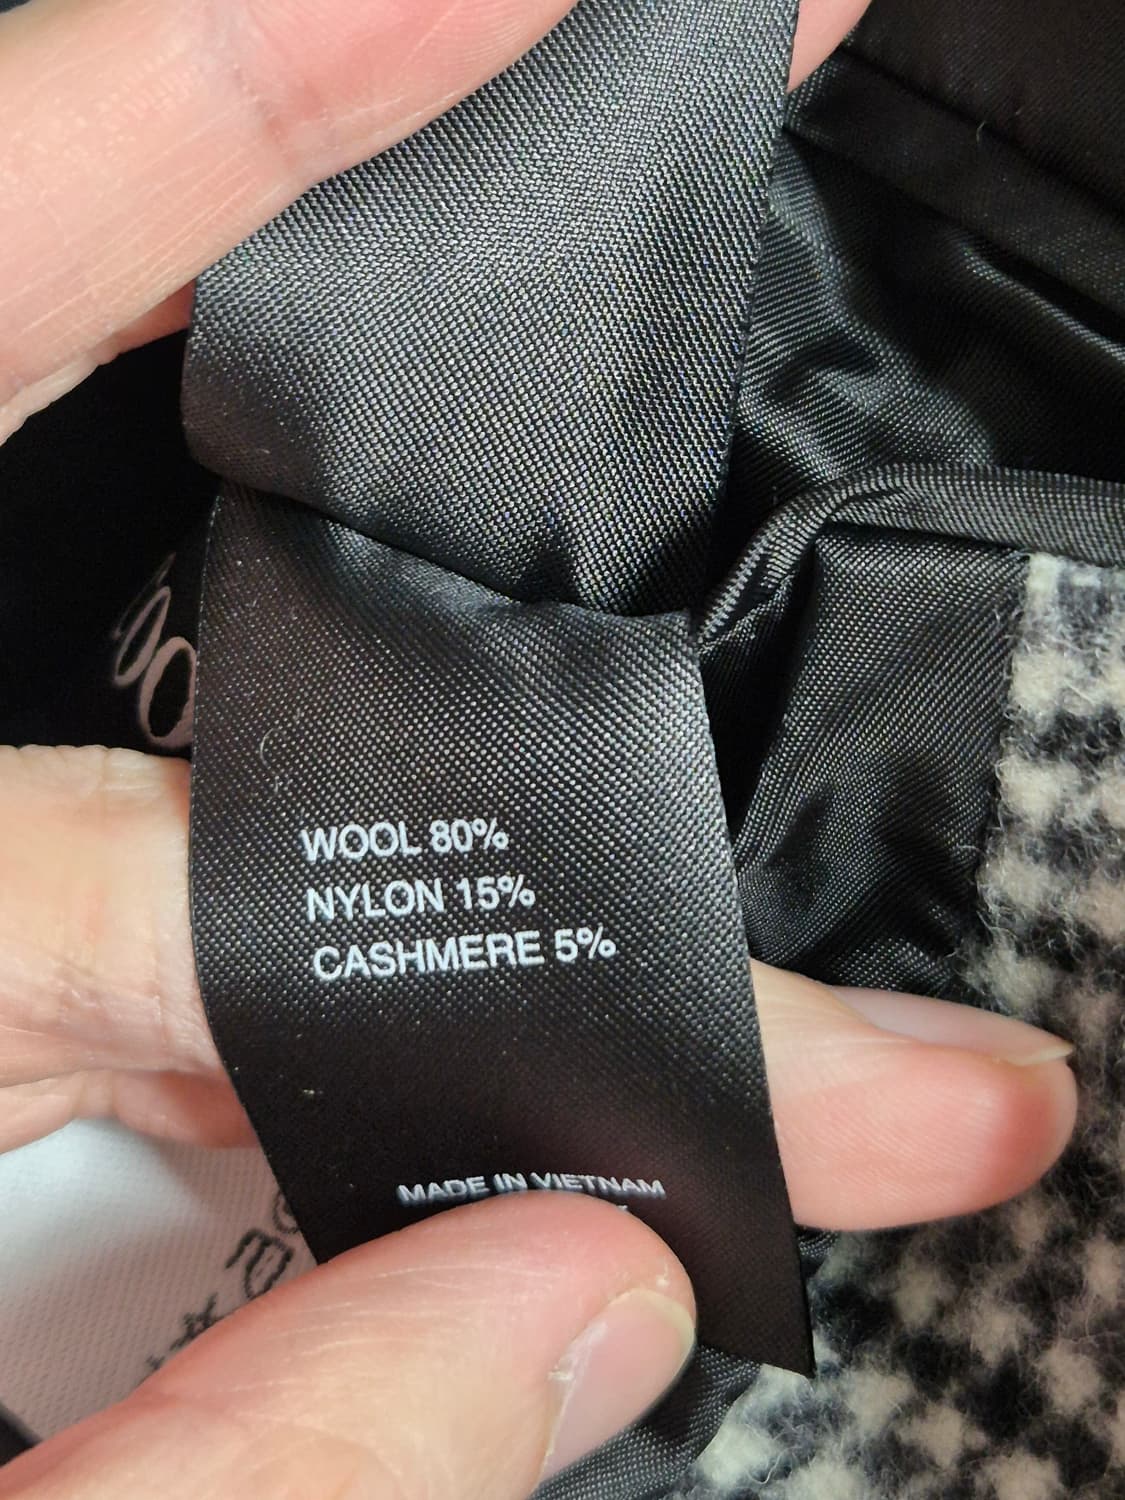 WOOL 80%
NYLON 15%
CASHMERE 5%
MADE IN VIETNAM